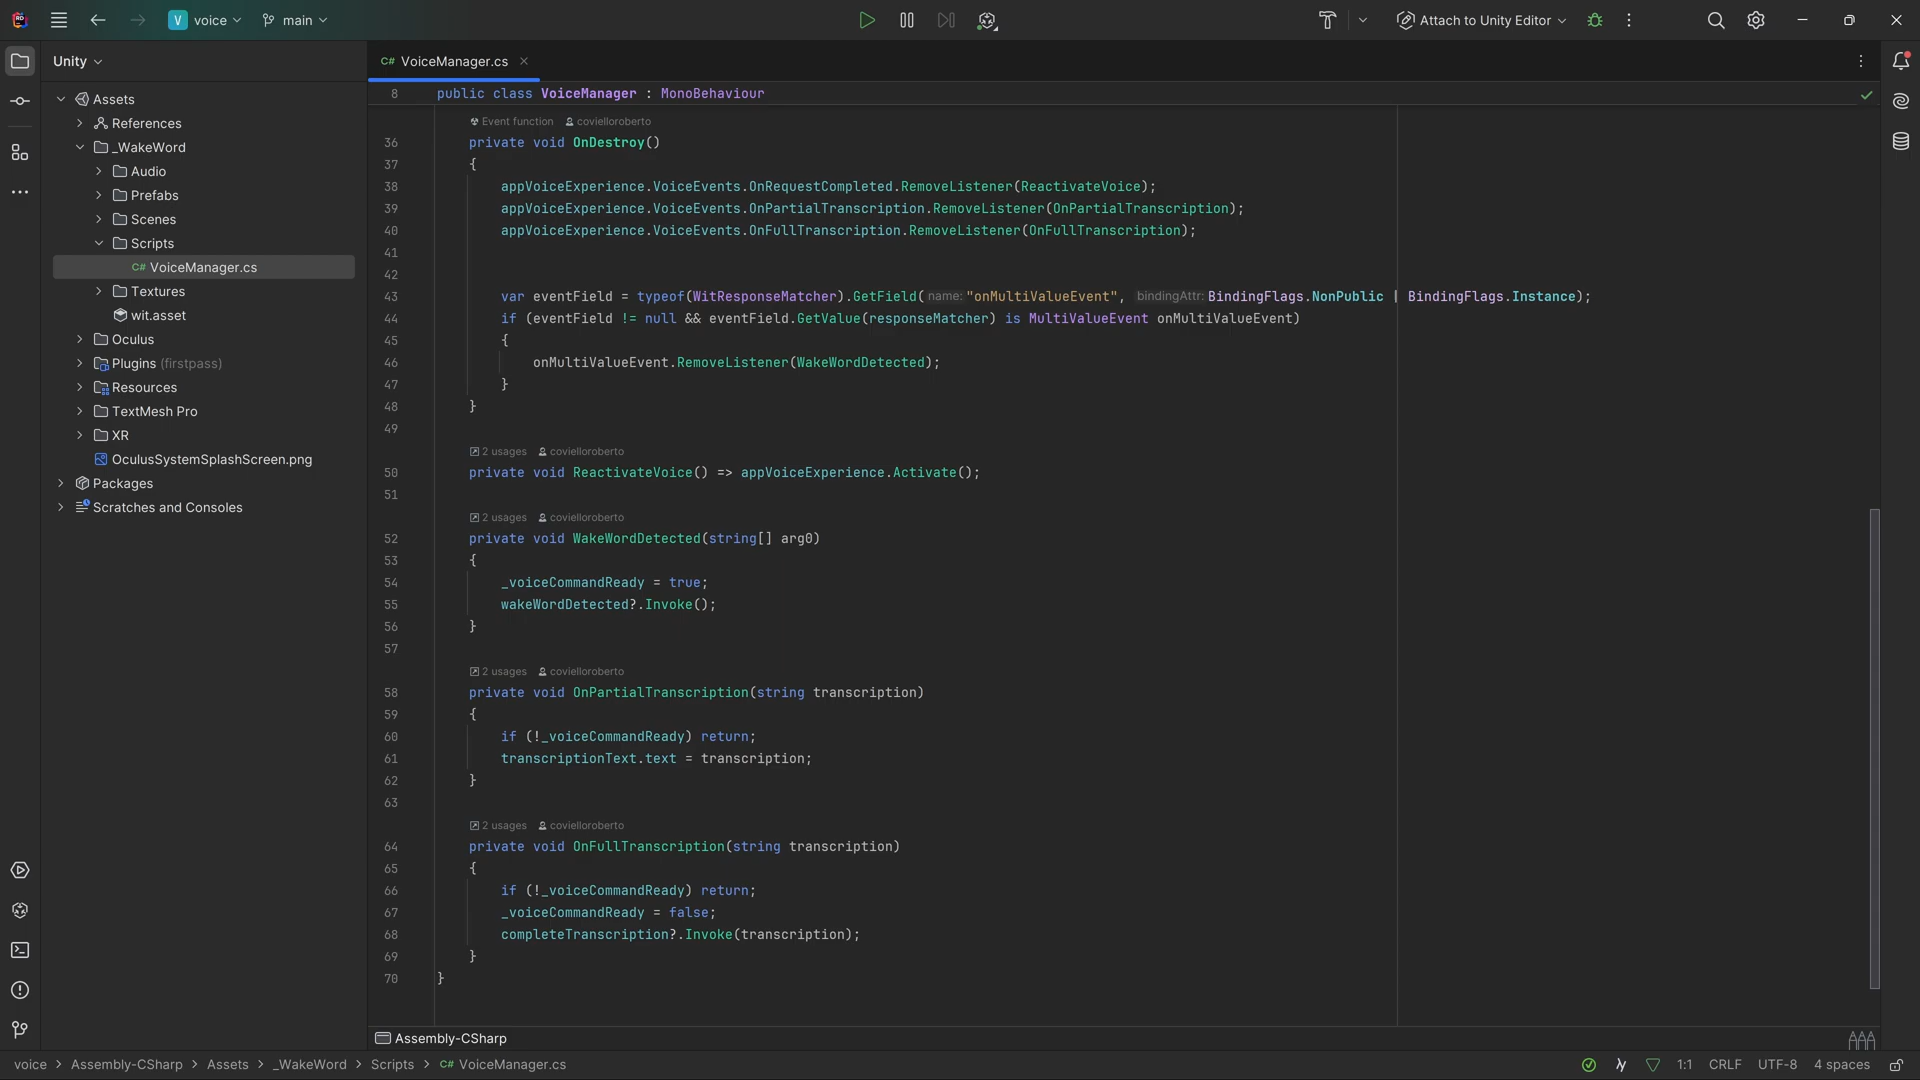 V voice main Attach to Unity Editor
Unity
C# VoiceManager.cs
Assets
References
_WakeWord
Audio
Prefabs
Scenes
Scripts
C# VoiceManager.cs
Textures
wit.asset
Oculus
Plugins (firstpass)
Resources
TextMesh Pro
XR
OculusSystemSplashScreen.png
Packages
Scratches and Consoles
8 public class VoiceManager : MonoBehaviour
Event function covielloroberto
36 private void OnDestroy()
37 {
38 appVoiceExperience.VoiceEvents.OnRequestCompleted.RemoveListener(ReactivateVoice);
39 appVoiceExperience.VoiceEvents.OnPartialTranscription.RemoveListener(OnPartialTranscription);
40 appVoiceExperience.VoiceEvents.OnFullTranscription.RemoveListener(OnFullTranscription);
41
42
43 var eventField = typeof(WitResponseMatcher).GetField( name: "onMultiValueEvent", bindingAttr: BindingFlags.NonPublic | BindingFlags.Instance);
44 if (eventField != null && eventField.GetValue(responseMatcher) is MultiValueEvent onMultiValueEvent)
45 {
46 onMultiValueEvent.RemoveListener(WakeWordDetected);
47 }
48 }
49
2 usages covielloroberto
50 private void ReactivateVoice() => appVoiceExperience.Activate();
51
2 usages covielloroberto
52 private void WakeWordDetected(string[] arg0)
53 {
54 _voiceCommandReady = true;
55 wakeWordDetected?.Invoke();
56 }
57
2 usages covielloroberto
58 private void OnPartialTranscription(string transcription)
59 {
60 if (!_voiceCommandReady) return;
61 transcriptionText.text = transcription;
62 }
63
2 usages covielloroberto
64 private void OnFullTranscription(string transcription)
65 {
66 if (!_voiceCommandReady) return;
67 _voiceCommandReady = false;
68 completeTranscription?.Invoke(transcription);
69 }
70 }
Assembly-CSharp
voice > Assembly-CSharp > Assets > _WakeWord > Scripts > C# VoiceManager.cs 1:1 CRLF UTF-8 4 spaces